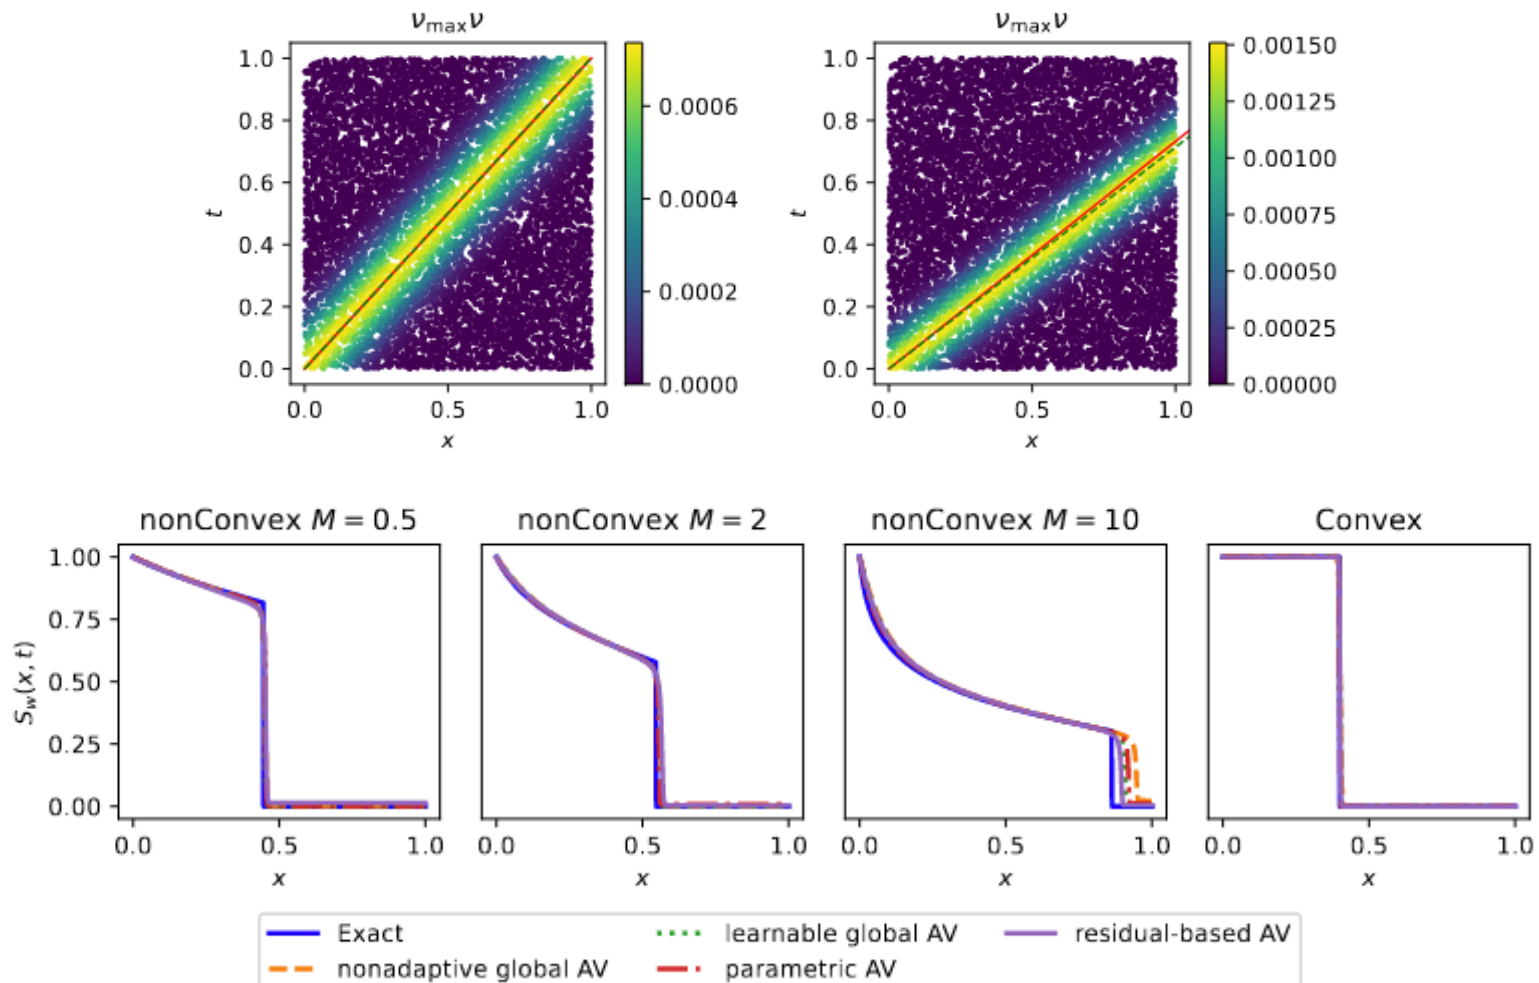 ν_max ν ν_max ν
1.0 0.8 0.6 0.4 0.2 0.0
t
0.0 0.5 1.0
x
0.0006 0.0004 0.0002 0.0000
1.0 0.8 0.6 0.4 0.2 0.0
t
0.0 0.5 1.0
x
0.00150 0.00125 0.00100 0.00075 0.00050 0.00025 0.00000
nonConvex M = 0.5 nonConvex M = 2 nonConvex M = 10 Convex
1.00
0.75
0.50
0.25
0.00
S_w(x, t)
0.0 0.5 1.0 0.0 0.5 1.0 0.0 0.5 1.0 0.0 0.5 1.0
x x x x
Exact learnable global AV residual-based AV
nonadaptive global AV parametric AV